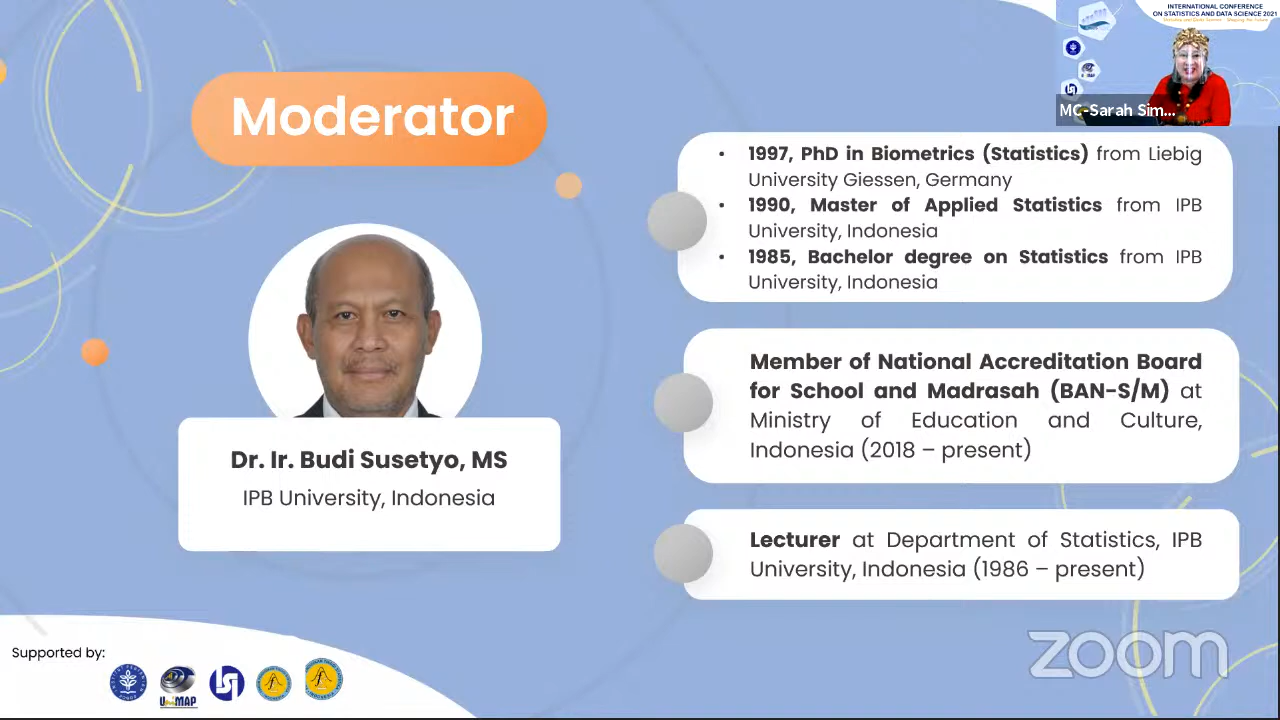 INTERNATIONAL CONFERENCE
ON STATISTICS AND DATA SCIENCE 2021
MC-Sarah Sim...
Moderator
• 1997, PhD in Biometrics (Statistics) from Liebig
University Giessen, Germany
• 1990, Master of Applied Statistics from IPB
University, Indonesia
• 1985, Bachelor degree on Statistics from IPB
University, Indonesia
Dr. Ir. Budi Susetyo, MS
IPB University, Indonesia
Member of National Accreditation Board
for School and Madrasah (BAN-S/M) at
Ministry of Education and Culture,
Indonesia (2018 – present)
Lecturer at Department of Statistics, IPB
University, Indonesia (1986 – present)
Supported by:
UniMAP
zoom